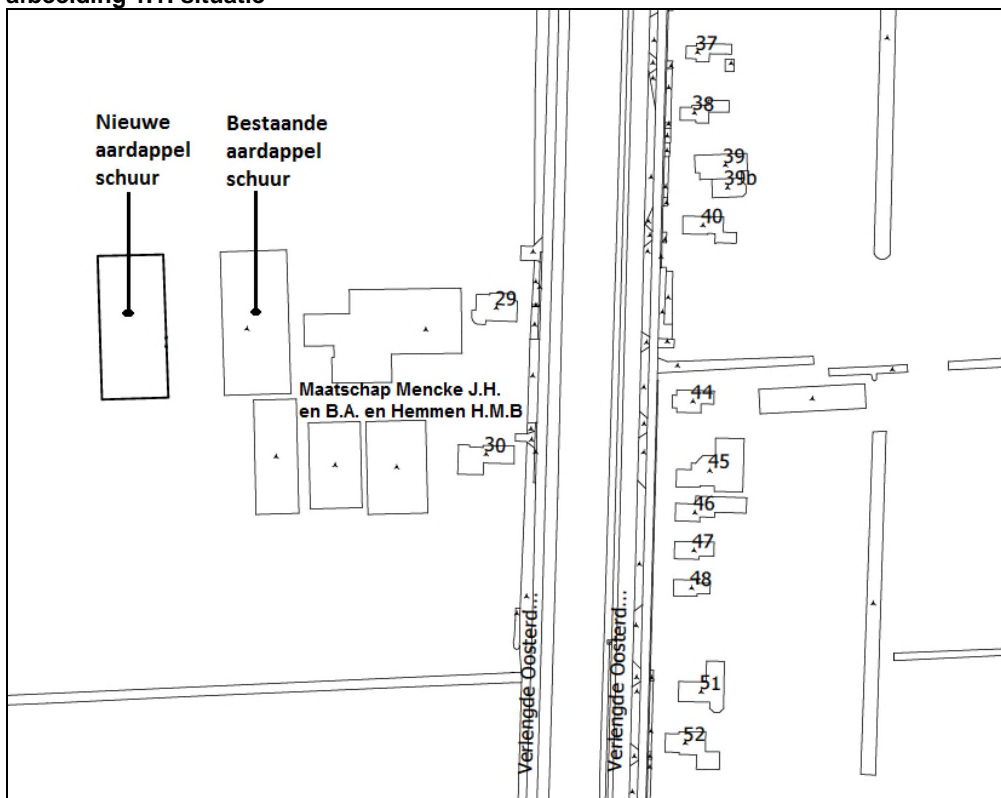 afbeelding 1.1: situatie
Nieuwe
aardappel
schuur
Bestaande
aardappel
schuur
Maatschap Mencke J.H.
en B.A. en Hemmen H.M.B
29
30
Verlengde Oosterd...
Verlengde Oosterd...
37
38
39
39b
40
44
45
46
47
48
51
52